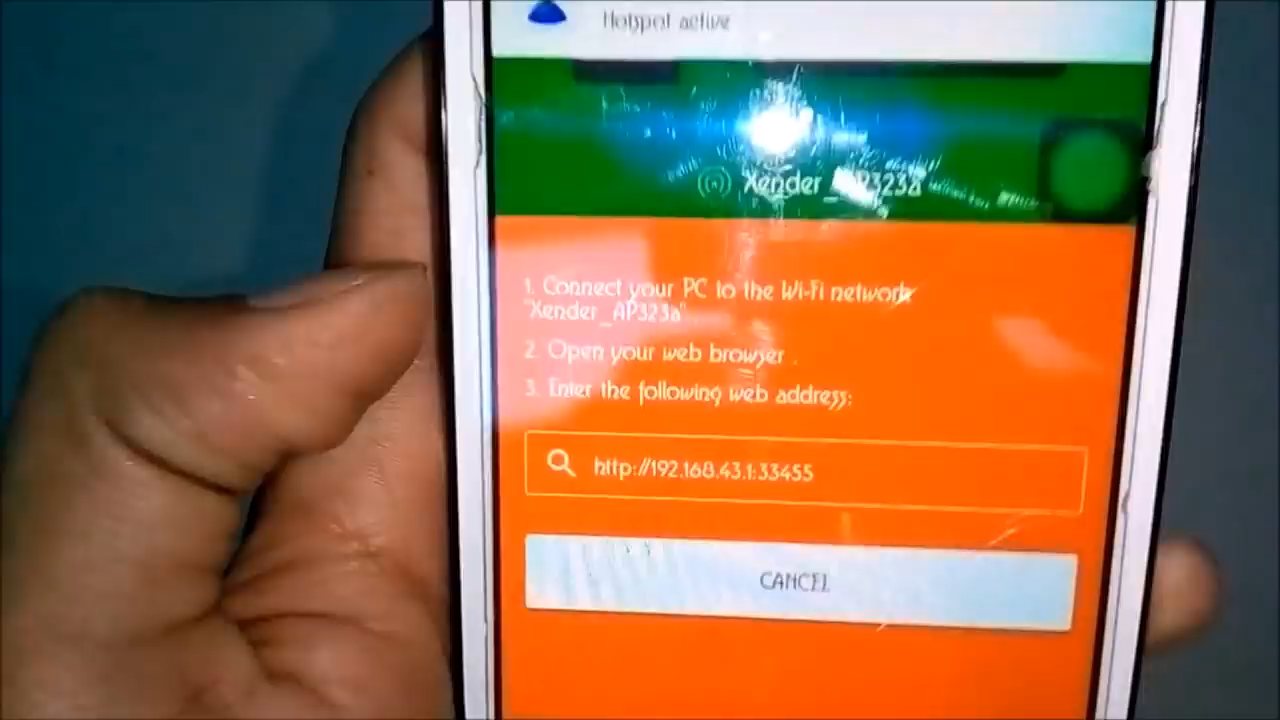 Hotspot active
Xender_AP323a
1. Connect your PC to the Wi-Fi network
"Xender_AP323a".
2. Open your web browser .
3. Enter the following web address:
http://192.168.43.1:33455
CANCEL